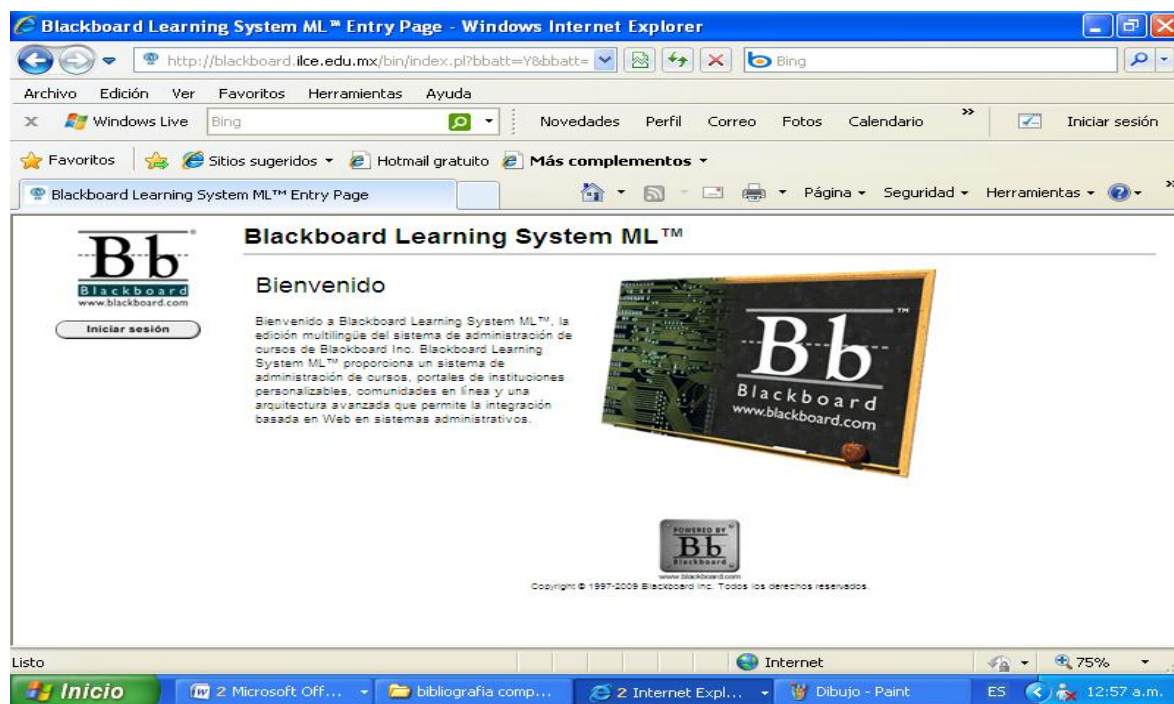 Blackboard Learning System ML™ Entry Page - Windows Internet Explorer
http://blackboard.ilce.edu.mx/bin/index.pl?bbatt=Y&bbatt=
Bing
Archivo Edición Ver Favoritos Herramientas Ayuda
Windows Live Bing Novedades Perfil Correo Fotos Calendario » Iniciar sesión
Favoritos Sitios sugeridos Hotmail gratuito Más complementos
Blackboard Learning System ML™ Entry Page Página Seguridad Herramientas »
Bb
Blackboard
www.blackboard.com
Iniciar sesión
Blackboard Learning System ML™
Bienvenido
Bienvenido a Blackboard Learning System ML™, la
edición multilingüe del sistema de administración de
cursos de Blackboard Inc. Blackboard Learning
System ML™ proporciona un sistema de
administración de cursos, portales de instituciones
personalizables, comunidades en línea y una
arquitectura avanzada que permite la integración
basada en Web en sistemas administrativos.
Bb™
Blackboard
www.blackboard.com
POWERED BY
Bb
Blackboard
www.blackboard.com
Copyright © 1997-2009 Blackboard Inc. Todos los derechos reservados.
Listo Internet 75%
Inicio 2 Microsoft Off... bibliografia comp... 2 Internet Expl... Dibujo - Paint ES 12:57 a.m.